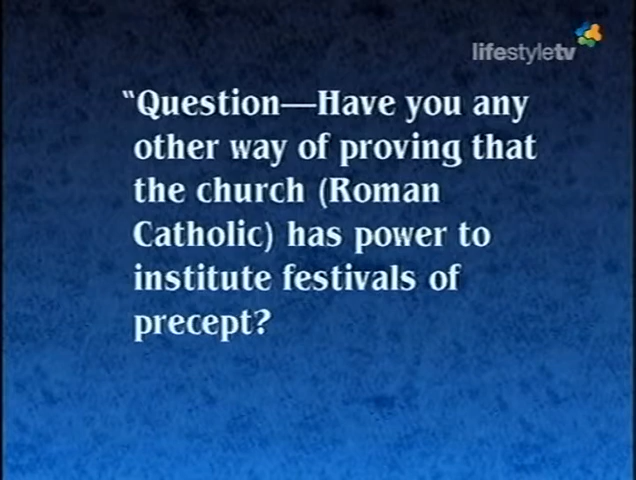 lifestyletv
“Question—Have you any
other way of proving that
the church (Roman
Catholic) has power to
institute festivals of
precept?